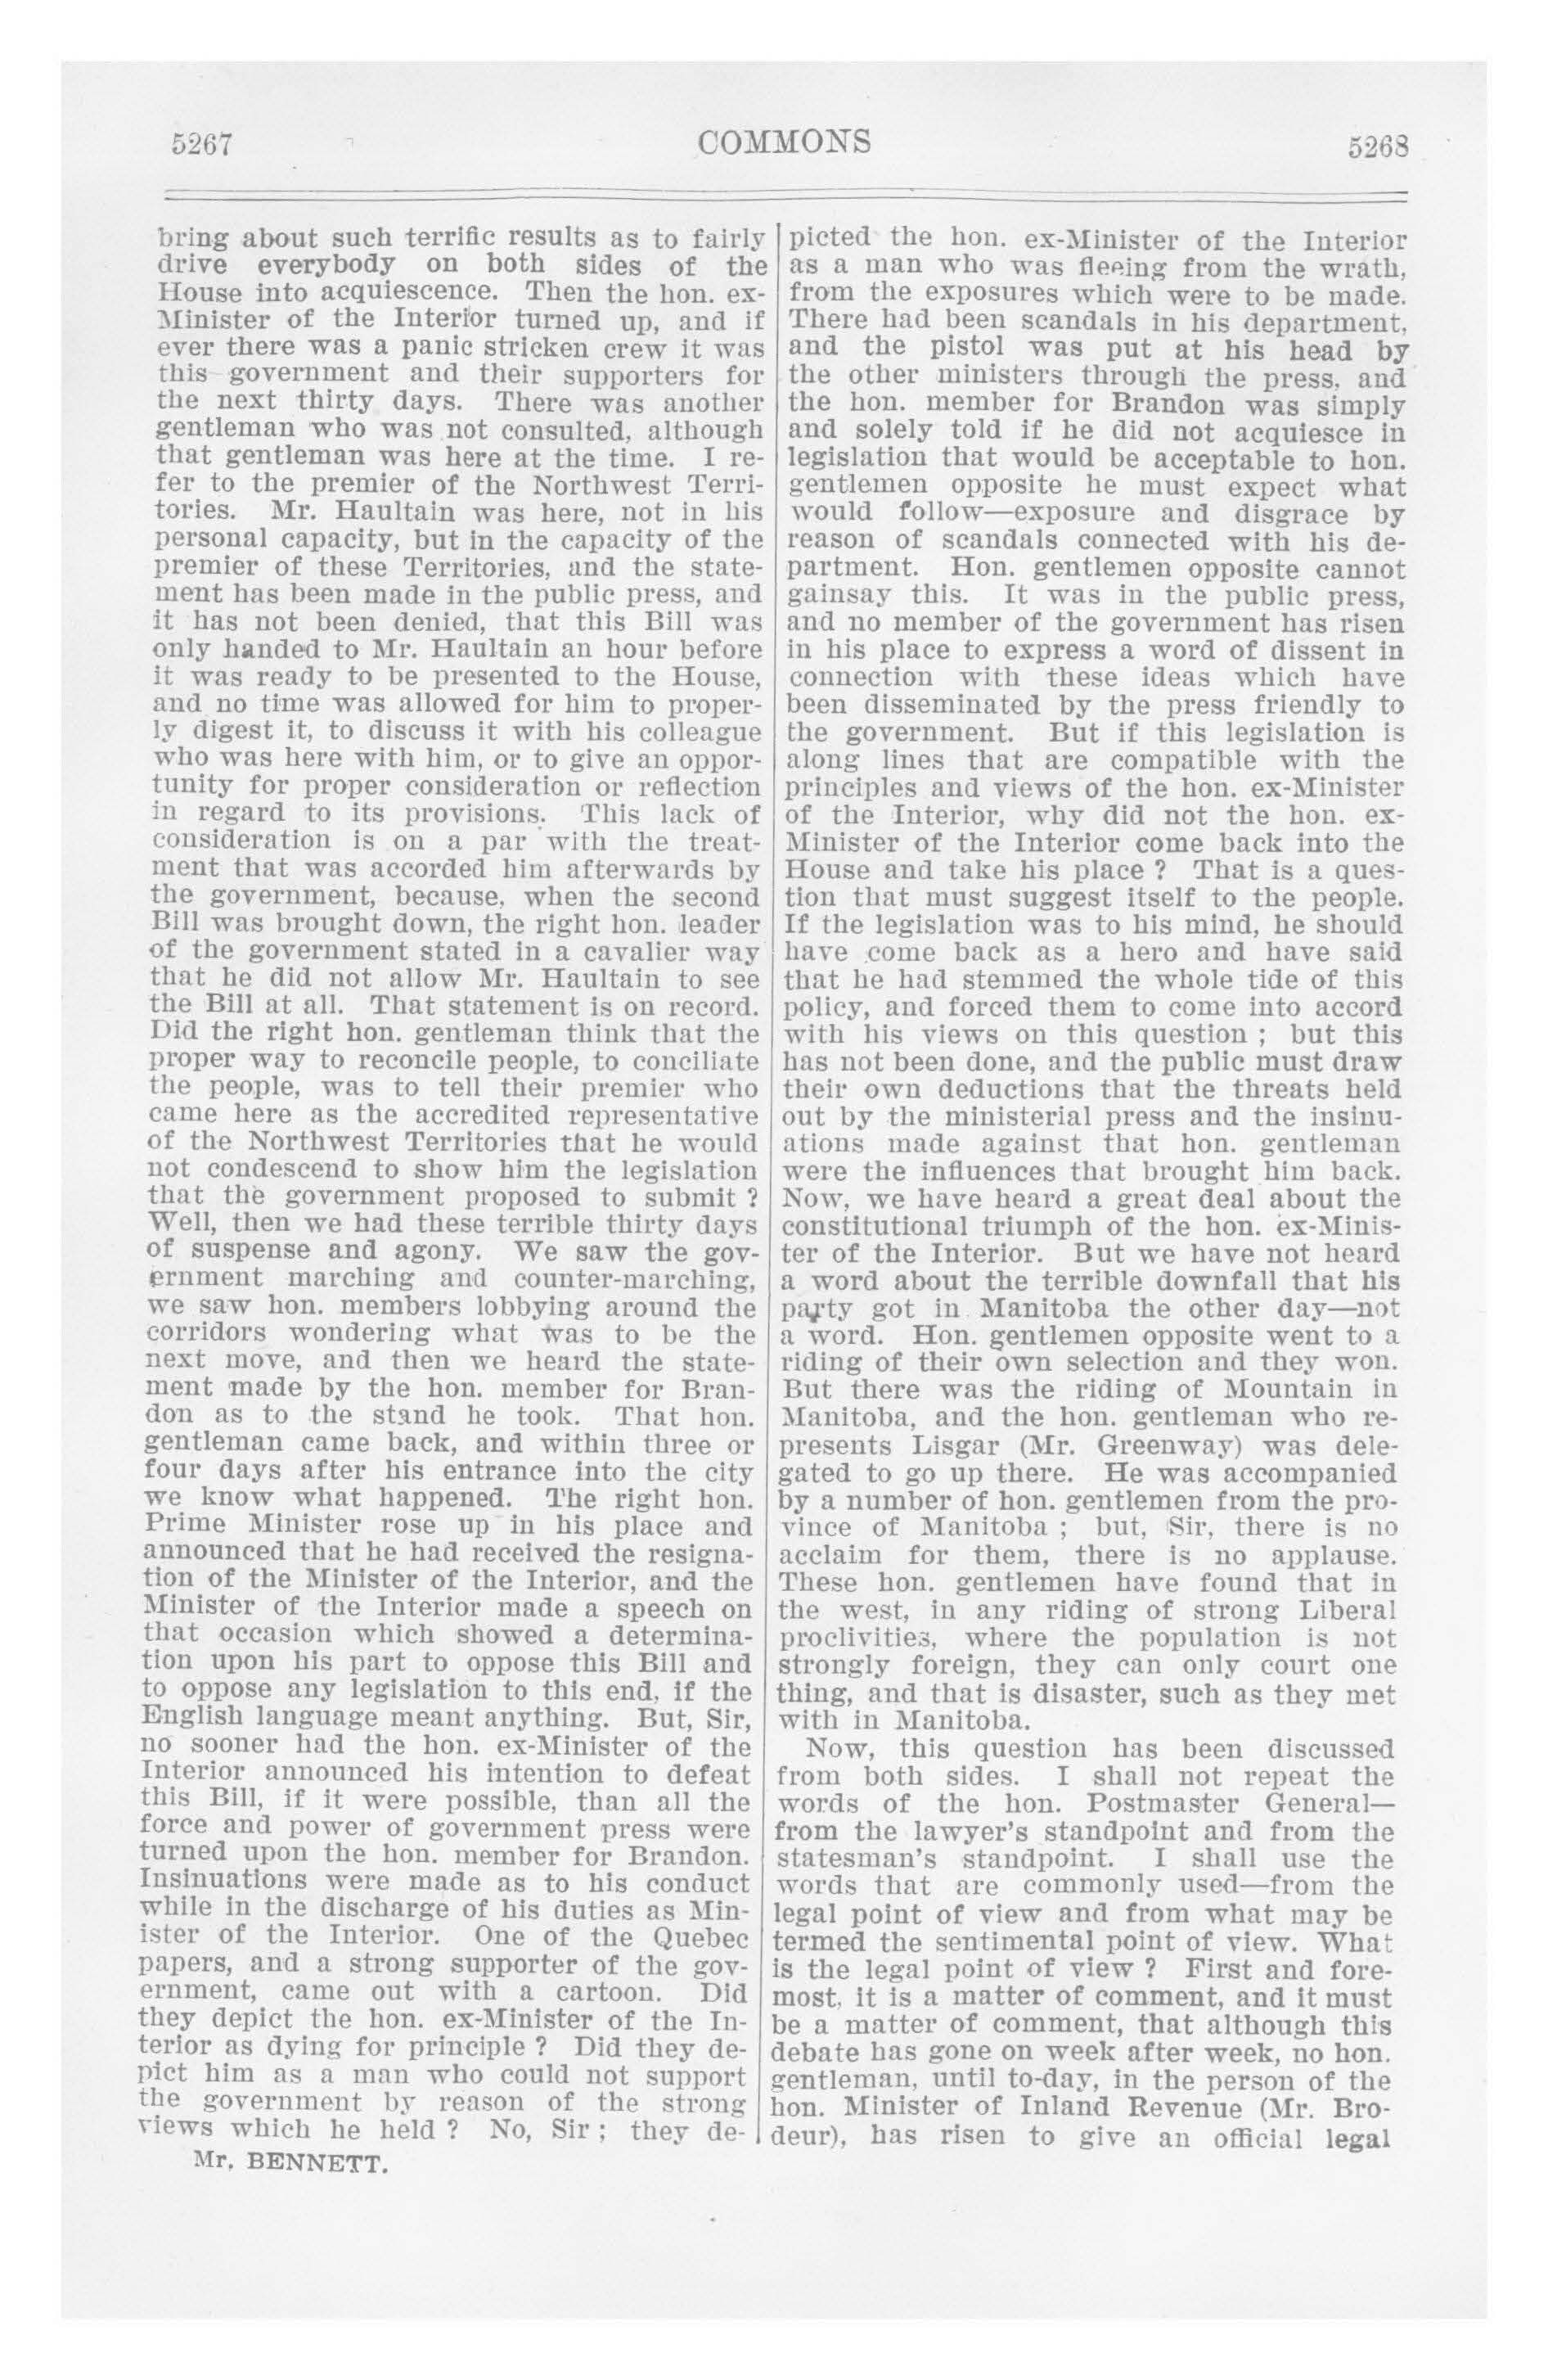 5267
COMMONS
5268
bring about such terrific results as to fairly
drive everybody on both sides of the
House into acquiescence. Then the hon. ex-
Minister of the Interior turned up, and if
ever there was a panic stricken crew it was
this government and their supporters for
the next thirty days. There was another
gentleman who was not consulted, although
that gentleman was here at the time. I re-
fer to the premier of the Northwest Terri-
tories. Mr. Haultain was here, not in his
personal capacity, but in the capacity of the
premier of these Territories, and the state-
ment has been made in the public press, and
it has not been denied, that this Bill was
only handed to Mr. Haultain an hour before
it was ready to be presented to the House,
and no time was allowed for him to proper-
ly digest it, to discuss it with his colleague
who was here with him, or to give an oppor-
tunity for proper consideration or reflection
in regard to its provisions. This lack of
consideration is on a par with the treat-
ment that was accorded him afterwards by
the government, because, when the second
Bill was brought down, the right hon. leader
of the government stated in a cavalier way
that he did not allow Mr. Haultain to see
the Bill at all. That statement is on record.
Did the right hon. gentleman think that the
proper way to reconcile people, to conciliate
the people, was to tell their premier who
came here as the accredited representative
of the Northwest Territories that he would
not condescend to show him the legislation
that the government proposed to submit ?
Well, then we had these terrible thirty days
of suspense and agony. We saw the gov-
ernment marching and counter-marching,
we saw hon. members lobbying around the
corridors wondering what was to be the
next move, and then we heard the state-
ment made by the hon. member for Bran-
don as to the stand he took. That hon.
gentleman came back, and within three or
four days after his entrance into the city
we know what happened. The right hon.
Prime Minister rose up in his place and
announced that he had received the resigna-
tion of the Minister of the Interior, and the
Minister of the Interior made a speech on
that occasion which showed a determina-
tion upon his part to oppose this Bill and
to oppose any legislation to this end, if the
English language meant anything. But, Sir,
no sooner had the hon. ex-Minister of the
Interior announced his intention to defeat
this Bill, if it were possible, than all the
force and power of government press were
turned upon the hon. member for Brandon.
Insinuations were made as to his conduct
while in the discharge of his duties as Min-
ister of the Interior. One of the Quebec
papers, and a strong supporter of the gov-
ernment, came out with a cartoon. Did
they depict the hon. ex-Minister of the In-
terior as dying for principle ? Did they de-
pict him as a man who could not support
the government by reason of the strong
views which he held ? No, Sir ; they de-
Mr. BENNETT.
picted the hon. ex-Minister of the Interior
as a man who was fleeing from the wrath,
from the exposures which were to be made.
There had been scandals in his department,
and the pistol was put at his head by
the other ministers through the press, and
the hon. member for Brandon was simply
and solely told if he did not acquiesce in
legislation that would be acceptable to hon.
gentlemen opposite he must expect what
would follow—exposure and disgrace by
reason of scandals connected with his de-
partment. Hon. gentlemen opposite cannot
gainsay this. It was in the public press,
and no member of the government has risen
in his place to express a word of dissent in
connection with these ideas which have
been disseminated by the press friendly to
the government. But if this legislation is
along lines that are compatible with the
principles and views of the hon. ex-Minister
of the Interior, why did not the hon. ex-
Minister of the Interior come back into the
House and take his place ? That is a ques-
tion that must suggest itself to the people.
If the legislation was to his mind, he should
have come back as a hero and have said
that he had stemmed the whole tide of this
policy, and forced them to come into accord
with his views on this question ; but this
has not been done, and the public must draw
their own deductions that the threats held
out by the ministerial press and the insinu-
ations made against that hon. gentleman
were the influences that brought him back.
Now, we have heard a great deal about the
constitutional triumph of the hon. ex-Minis-
ter of the Interior. But we have not heard
a word about the terrible downfall that his
party got in Manitoba the other day—not
a word. Hon. gentlemen opposite went to a
riding of their own selection and they won.
But there was the riding of Mountain in
Manitoba, and the hon. gentleman who re-
presents Lisgar (Mr. Greenway) was dele-
gated to go up there. He was accompanied
by a number of hon. gentlemen from the pro-
vince of Manitoba ; but, Sir, there is no
acclaim for them, there is no applause.
These hon. gentlemen have found that in
the west, in any riding of strong Liberal
proclivities, where the population is not
strongly foreign, they can only court one
thing, and that is disaster, such as they met
with in Manitoba.
Now, this question has been discussed
from both sides. I shall not repeat the
words of the hon. Postmaster General—
from the lawyer's standpoint and from the
statesman's standpoint. I shall use the
words that are commonly used—from the
legal point of view and from what may be
termed the sentimental point of view. What
is the legal point of view ? First and fore-
most, it is a matter of comment, and it must
be a matter of comment, that although this
debate has gone on week after week, no hon.
gentleman, until to-day, in the person of the
hon. Minister of Inland Revenue (Mr. Bro-
deur), has risen to give an official legal